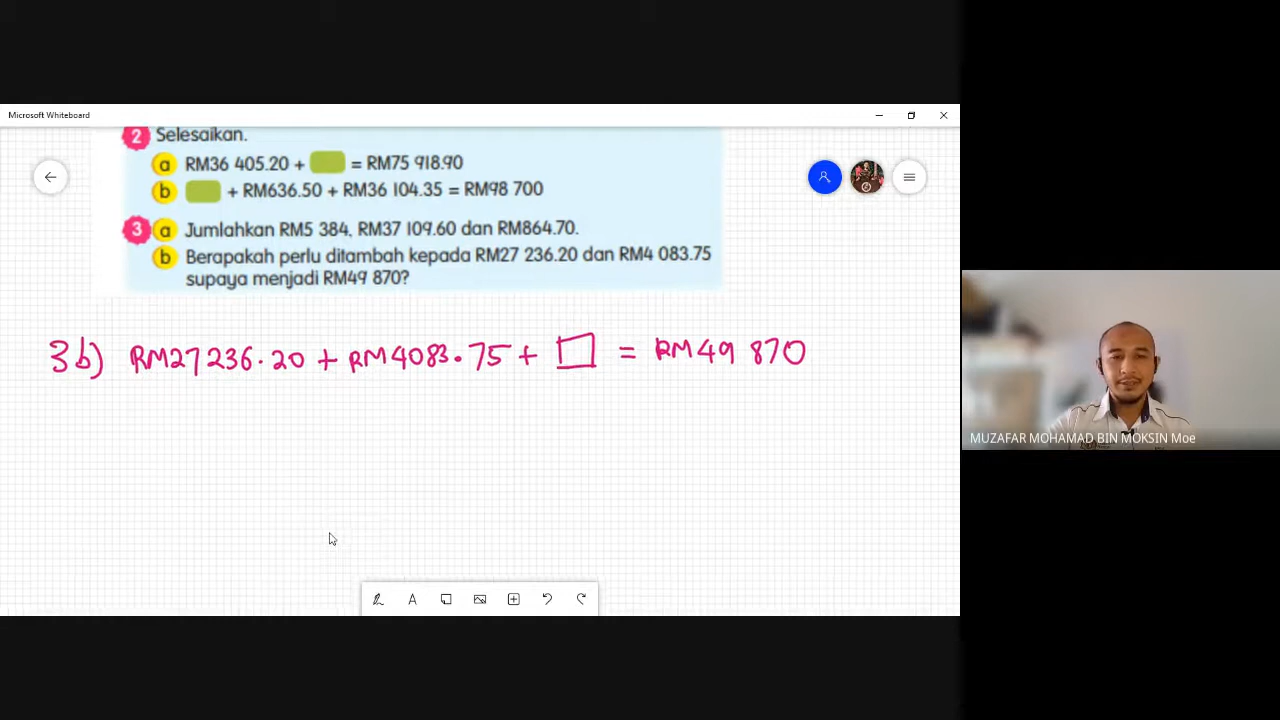 Microsoft Whiteboard
2 Selesaikan.
a RM36 405.20 + = RM75 918.90
b + RM636.50 + RM36 104.35 = RM98 700
3 a Jumlahkan RM5 384, RM37 109.60 dan RM864.70.
b Berapakah perlu ditambah kepada RM27 236.20 dan RM4 083.75
supaya menjadi RM49 870?
3b) RM27236.20 + RM4083.75 + □ = RM49 870
MUZAFAR MOHAMAD BIN MOKSIN Moe
A